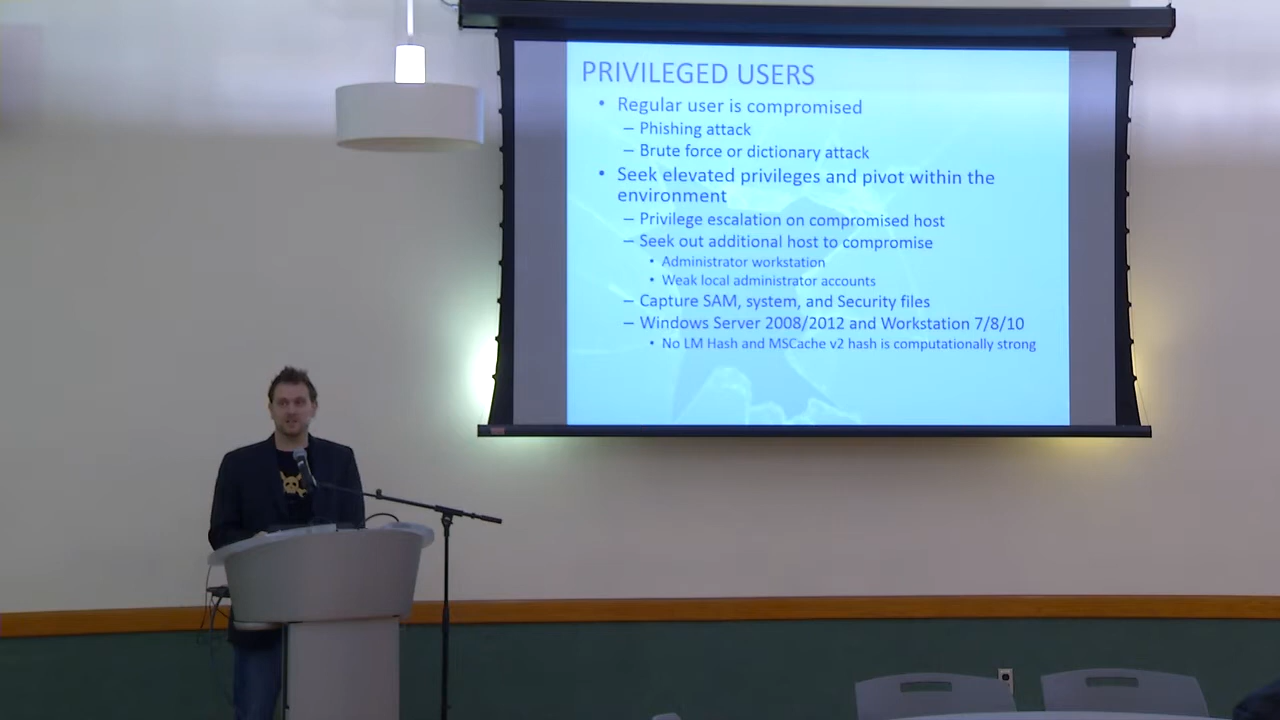 PRIVILEGED USERS
• Regular user is compromised
– Phishing attack
– Brute force or dictionary attack
• Seek elevated privileges and pivot within the
environment
– Privilege escalation on compromised host
– Seek out additional host to compromise
• Administrator workstation
• Weak local administrator accounts
– Capture SAM, system, and Security files
– Windows Server 2008/2012 and Workstation 7/8/10
• No LM Hash and MSCache v2 hash is computationally strong